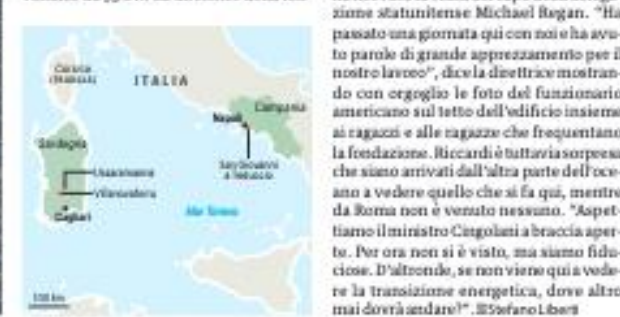 Corsica
(FRANCIA)
ITALIA
Campania
Napoli
San Giovanni
a Teduccio
Sardegna
Ussaramanna
Villanovaforru
Cagliari
Mar Tirreno
100 km
zione statunitense Michael Regan. "Ha
passato una giornata qui con noi e ha avu-
to parole di grande apprezzamento per il
nostro lavoro", dice la direttrice mostran-
do con orgoglio le foto del funzionario
americano sul tetto dell'edificio insieme
ai ragazzi e alle ragazze che frequentano
la fondazione. Riccardi è tuttavia sorpresa
che siano arrivati dall'altra parte dell'oce-
ano a vedere quello che si fa qui, mentre
da Roma non è venuto nessuno. "Aspet-
tiamo il ministro Cingolani a braccia aper-
te. Per ora non si è visto, ma siamo fidu-
ciose. D'altronde, se non viene qui a vede-
re la transizione energetica, dove altro
mai dovrà andare?". Stefano Liberti